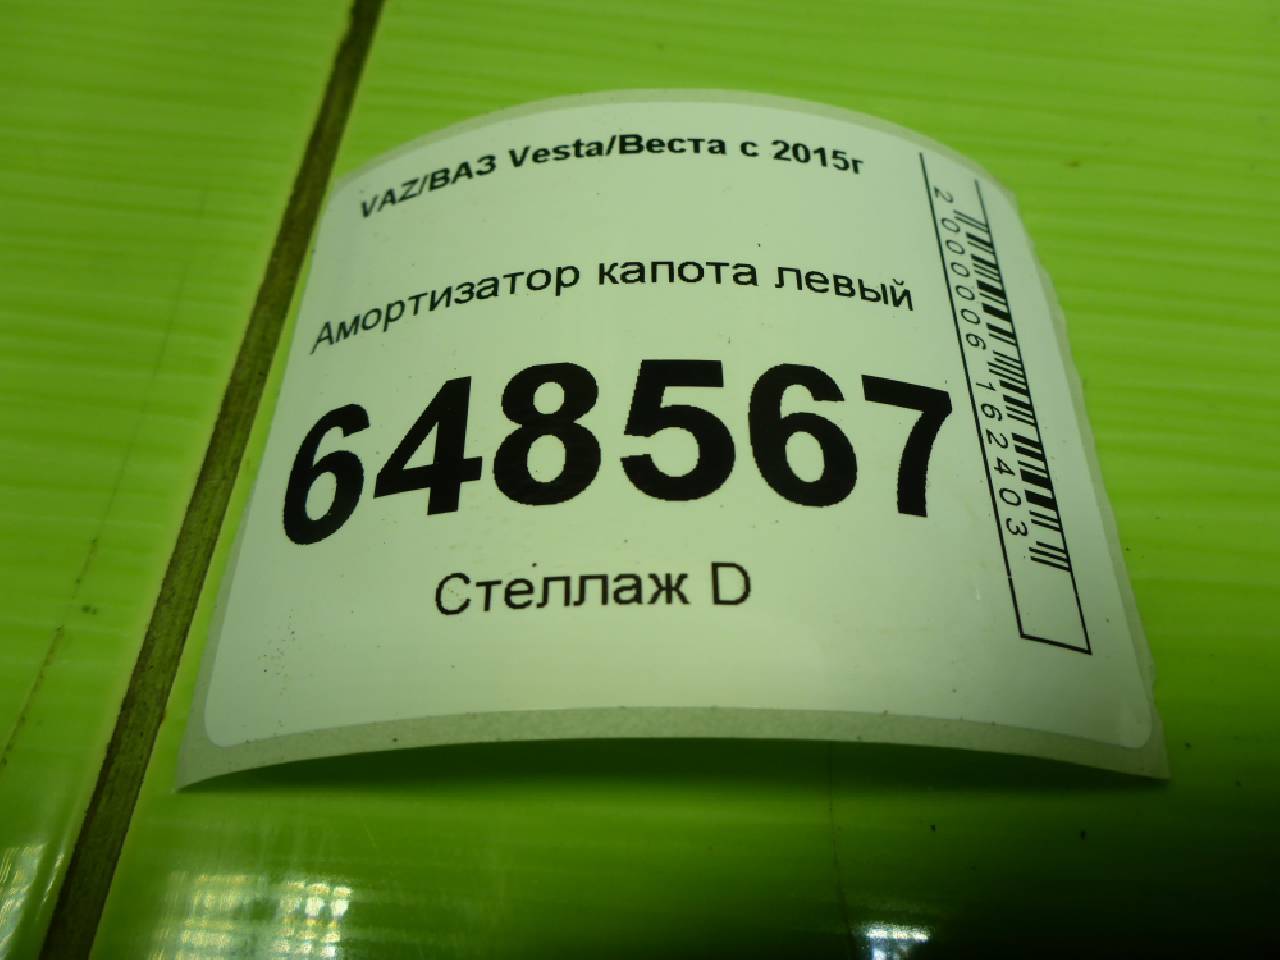 VAZ/ВАЗ Vesta/Веста с 2015г
Амортизатор капота левый
648567
Стеллаж D
2000006162403